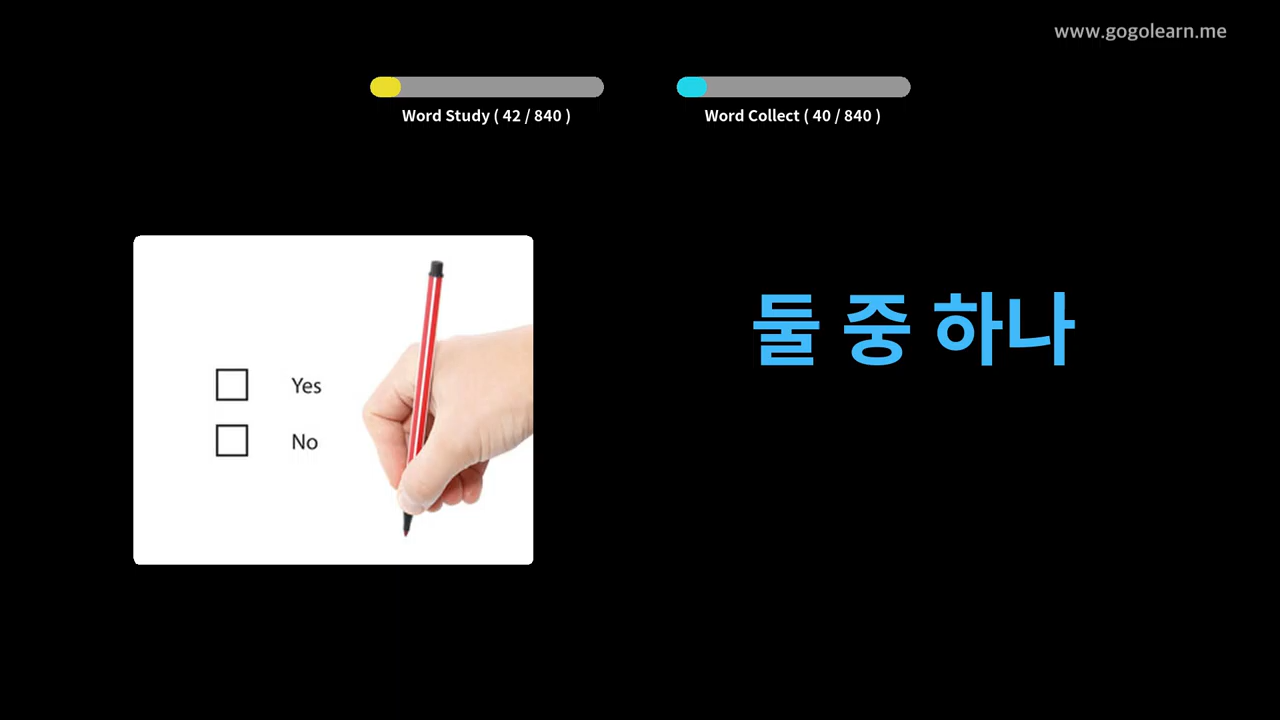 www.gogolearn.me
Word Study ( 42 / 840 )
Word Collect ( 40 / 840 )
둘 중 하나
Yes
No